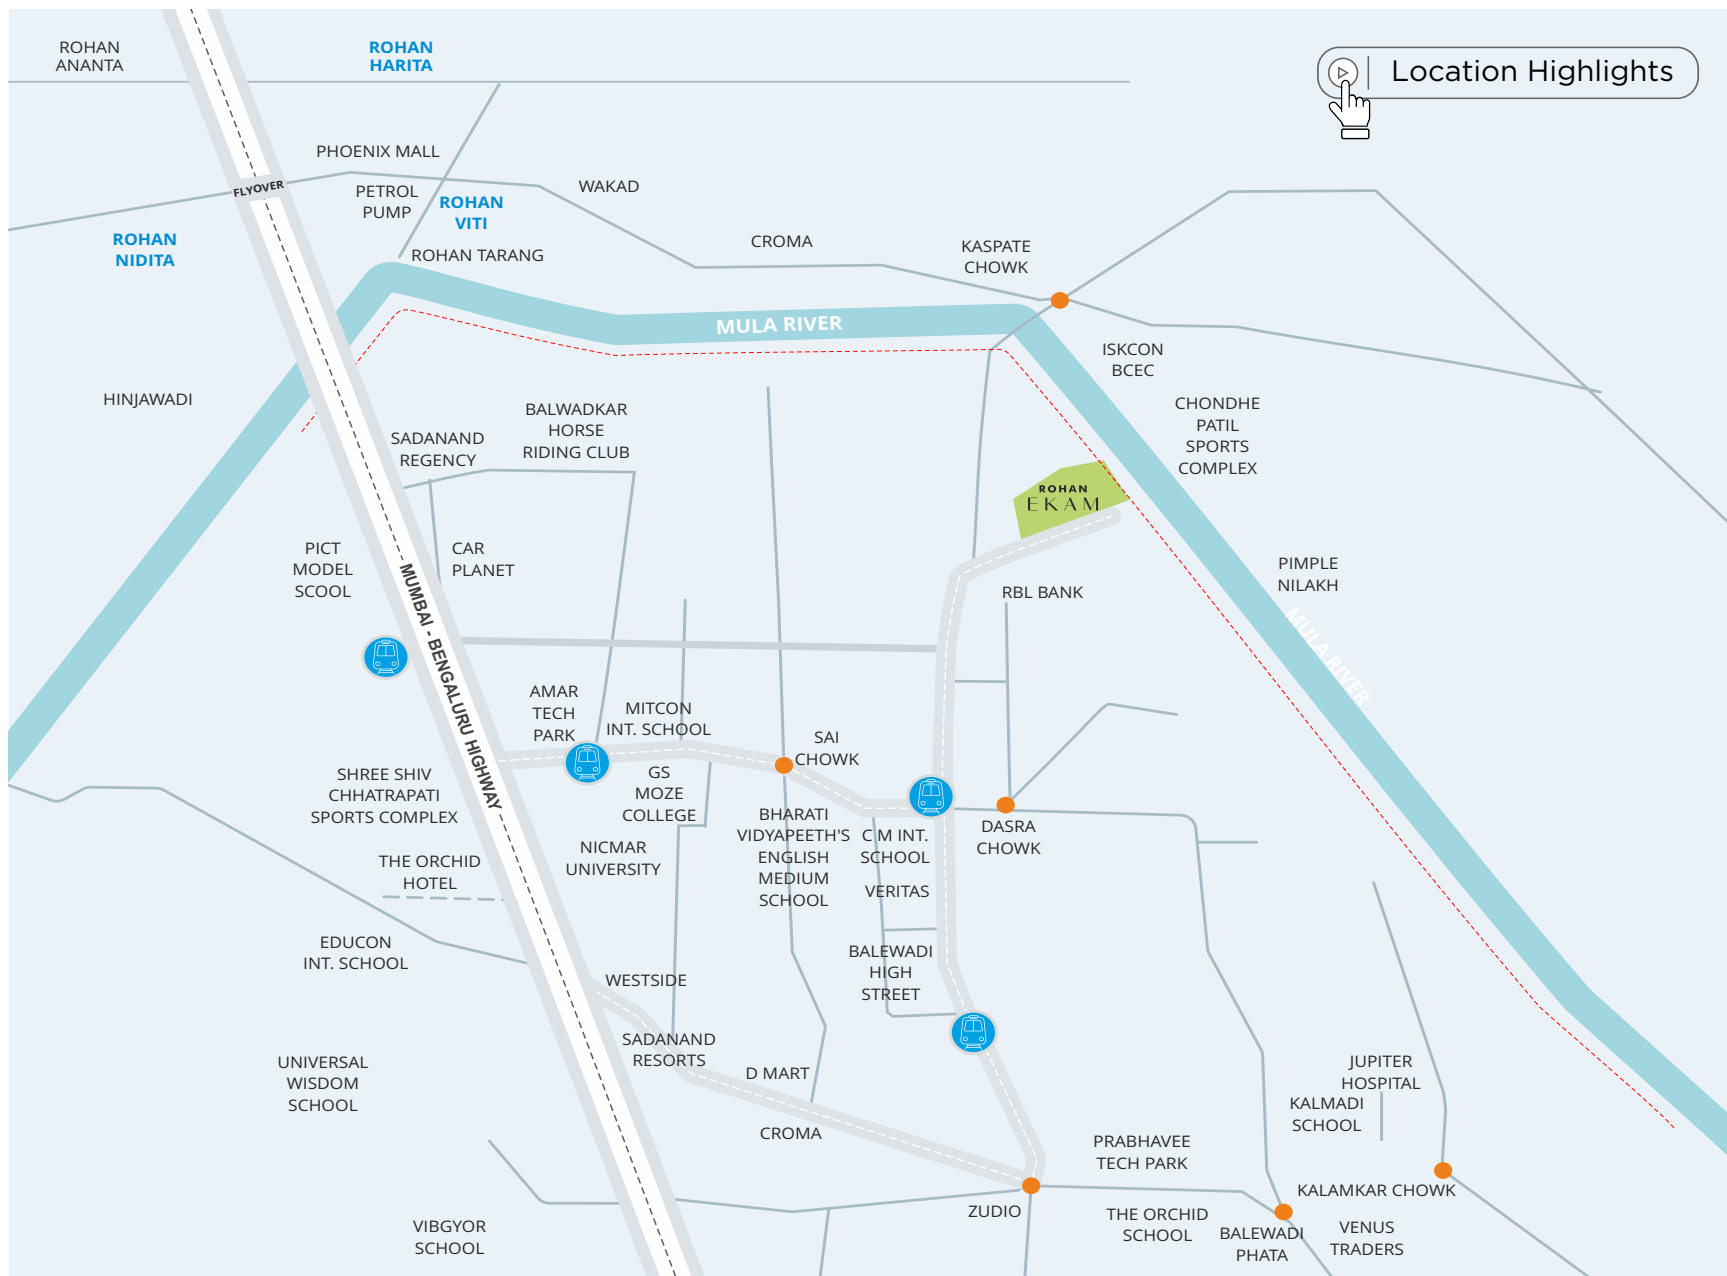 ROHAN
ANANTA
ROHAN
HARITA
Location Highlights
PHOENIX MALL
FLYOVER
PETROL
PUMP
ROHAN
VITI
WAKAD
ROHAN
NIDITA
ROHAN TARANG
CROMA
KASPATE
CHOWK
MULA RIVER
ISKCON
BCEC
HINJAWADI
CHONDHE
PATIL
SPORTS
COMPLEX
BALWADKAR
HORSE
RIDING CLUB
SADANAND
REGENCY
ROHAN
EKAM
PICT
MODEL
SCOOL
CAR
PLANET
PIMPLE
NILAKH
RBL BANK
MUMBAI - BENGALURU HIGHWAY
MULA RIVER
AMAR
TECH
PARK
MITCON
INT. SCHOOL
SAI
CHOWK
SHREE SHIV
CHHATRAPATI
SPORTS COMPLEX
GS
MOZE
COLLEGE
BHARATI
VIDYAPEETH'S
ENGLISH
MEDIUM
SCHOOL
C M INT.
SCHOOL
DASRA
CHOWK
NICMAR
UNIVERSITY
THE ORCHID
HOTEL
VERITAS
EDUCON
INT. SCHOOL
BALEWADI
HIGH
STREET
WESTSIDE
SADANAND
RESORTS
UNIVERSAL
WISDOM
SCHOOL
D MART
JUPITER
HOSPITAL
KALMADI
SCHOOL
CROMA
PRABHAVEE
TECH PARK
KALAMKAR CHOWK
ZUDIO
THE ORCHID
SCHOOL
BALEWADI
PHATA
VENUS
TRADERS
VIBGYOR
SCHOOL